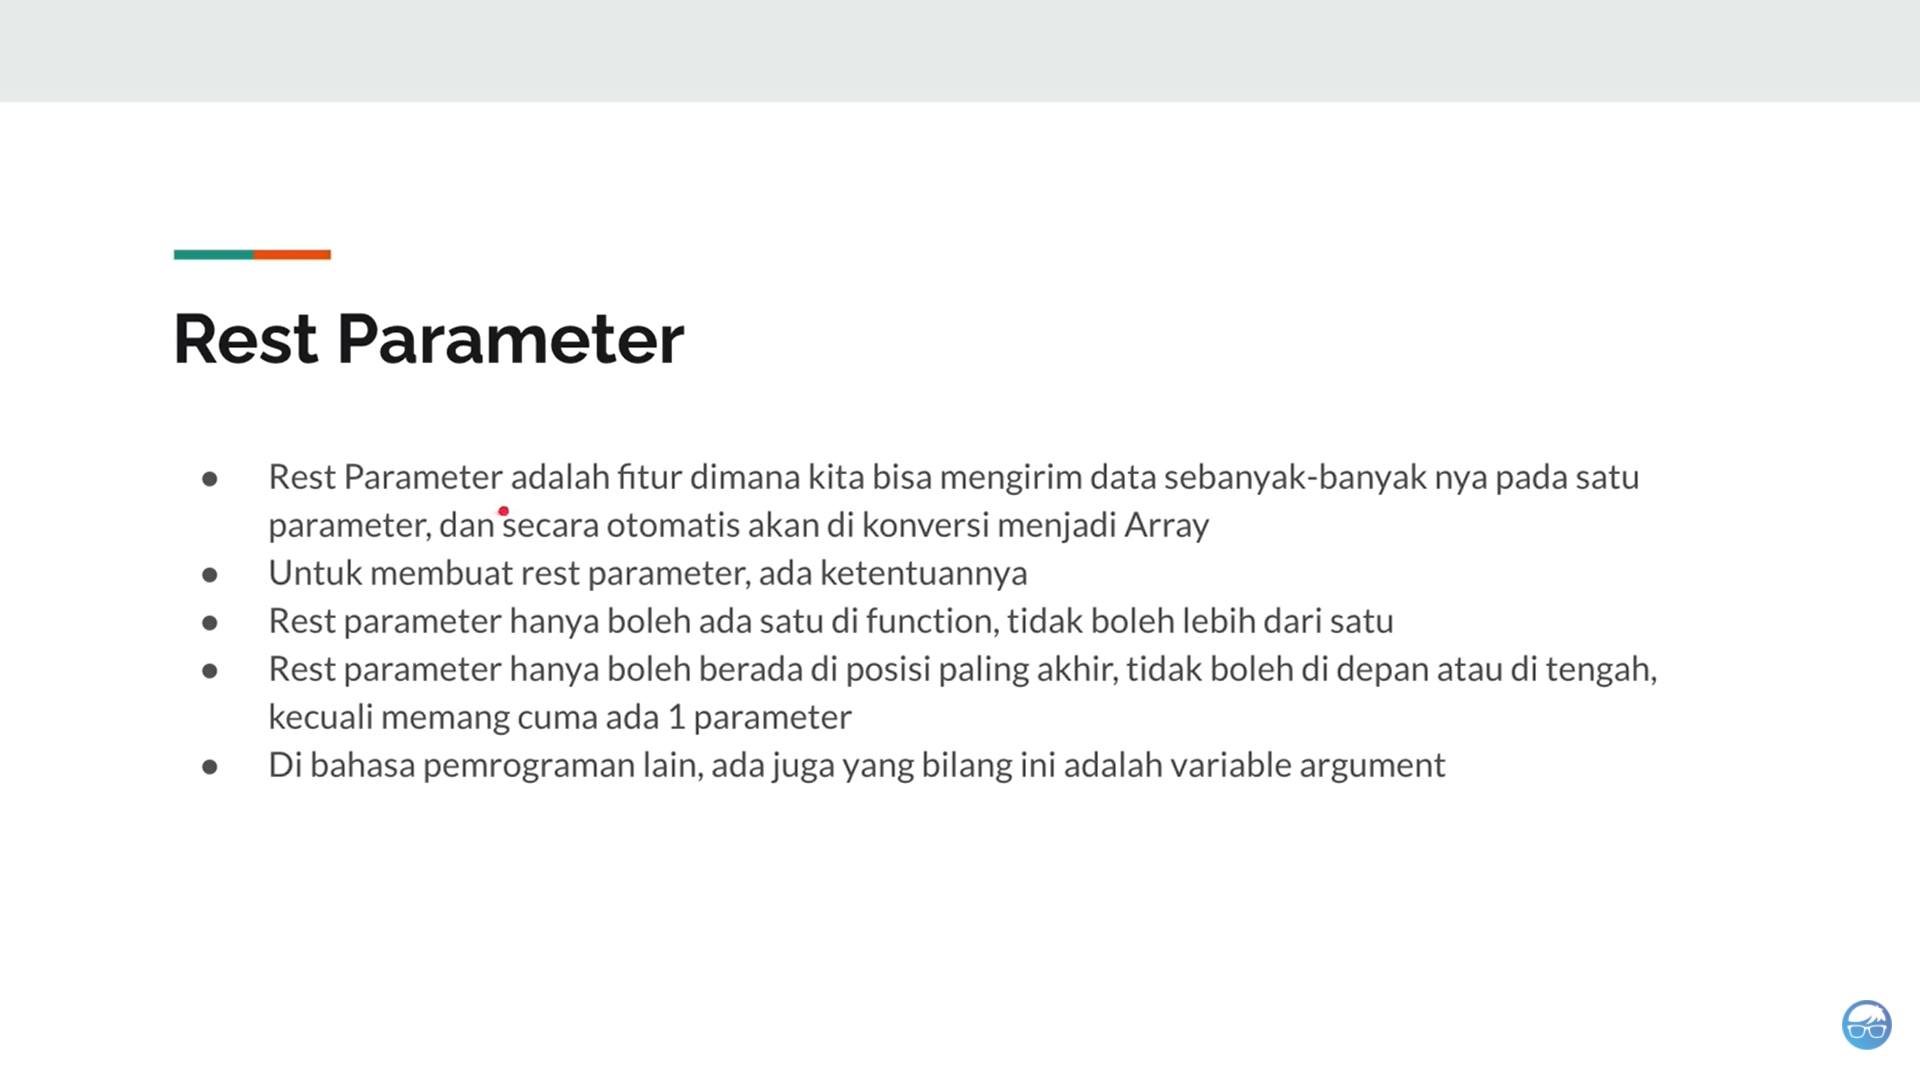 Rest Parameter
● Rest Parameter adalah fitur dimana kita bisa mengirim data sebanyak-banyak nya pada satu
parameter, dan secara otomatis akan di konversi menjadi Array
● Untuk membuat rest parameter, ada ketentuannya
● Rest parameter hanya boleh ada satu di function, tidak boleh lebih dari satu
● Rest parameter hanya boleh berada di posisi paling akhir, tidak boleh di depan atau di tengah,
kecuali memang cuma ada 1 parameter
● Di bahasa pemrograman lain, ada juga yang bilang ini adalah variable argument